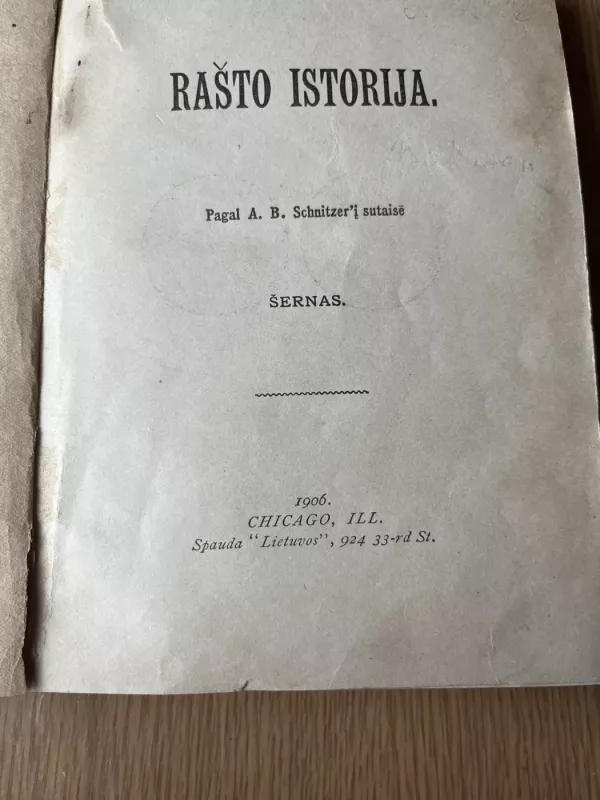 RAŠTO ISTORIJA.
Pagal A. B. Schnitzer'į sutaisė
ŠERNAS.
1906.
CHICAGO, ILL.
Spauda "Lietuvos", 924 33-rd St.